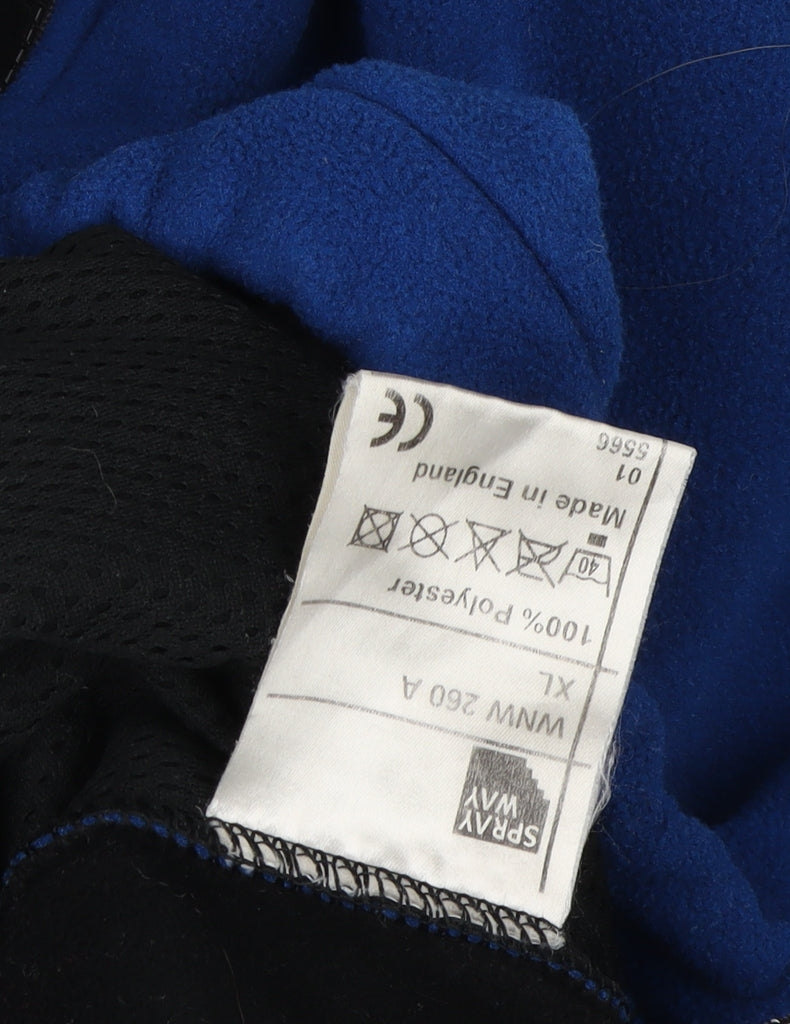 SPRAY
WAY
WNW 260 A
XL
100% Polyester
40
Made in England
01
5566
CE